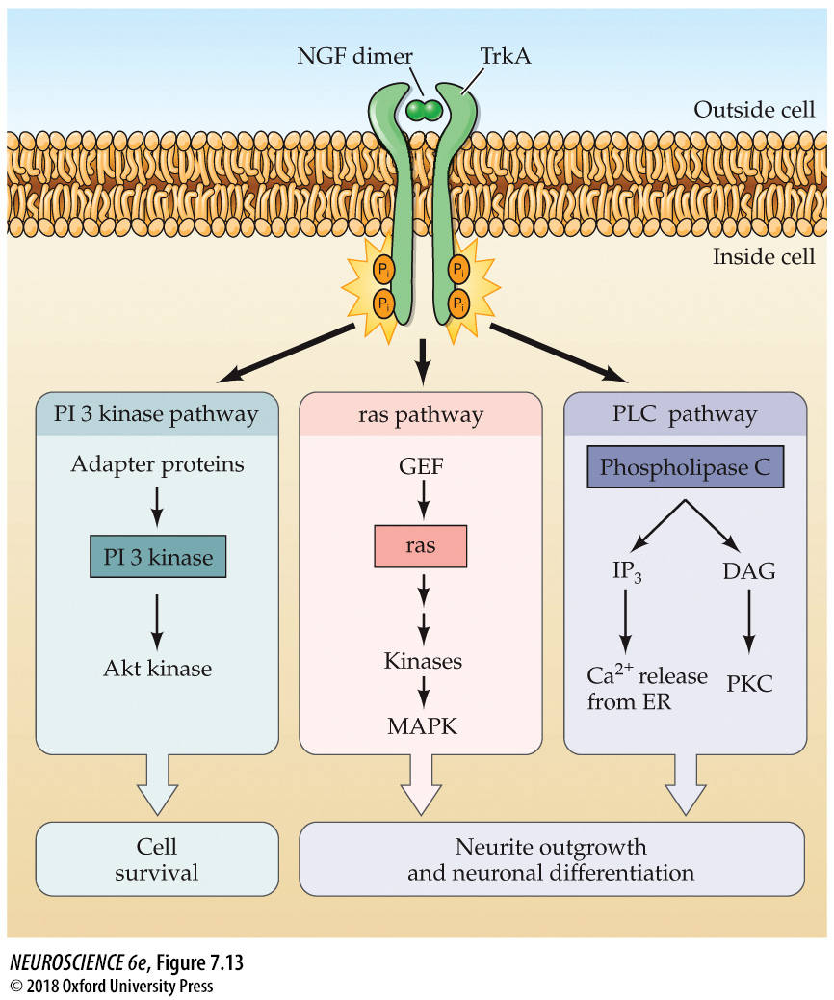 NGF dimer
TrkA
Outside cell
Inside cell
Pi
Pi
Pi
Pi
PI 3 kinase pathway
Adapter proteins
PI 3 kinase
Akt kinase
ras pathway
GEF
ras
Kinases
MAPK
PLC pathway
Phospholipase C
IP3
DAG
Ca2+ release
from ER
PKC
Cell
survival
Neurite outgrowth
and neuronal differentiation
NEUROSCIENCE 6e, Figure 7.13
© 2018 Oxford University Press